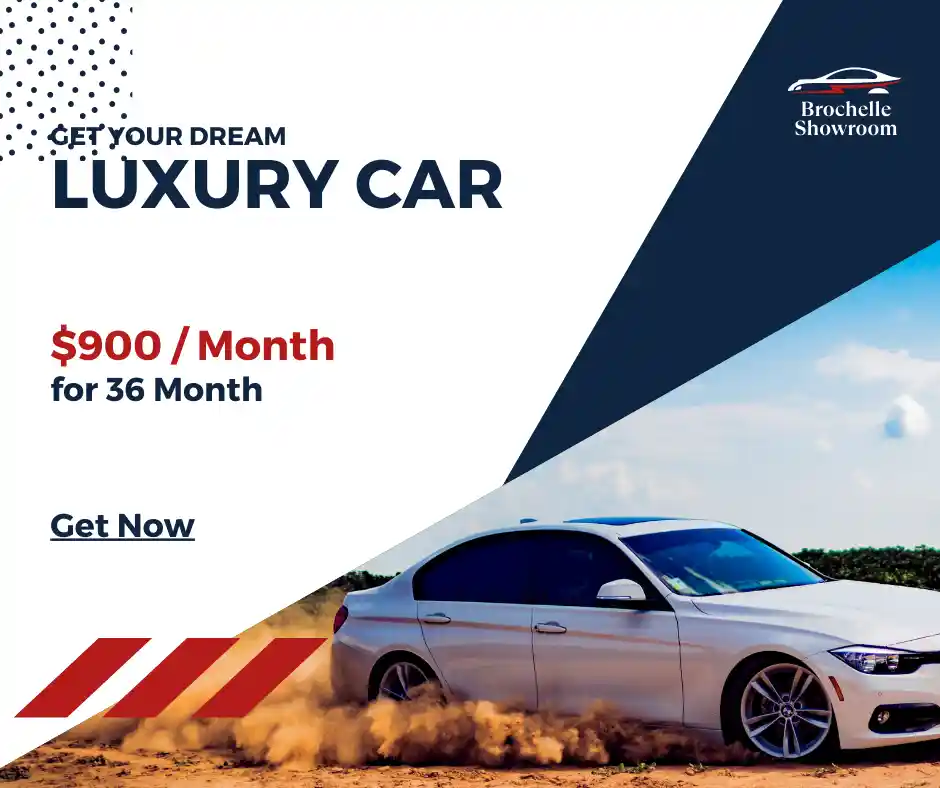 Brochelle
Showroom
GET YOUR DREAM
LUXURY CAR
$900 / Month
for 36 Month
Get Now